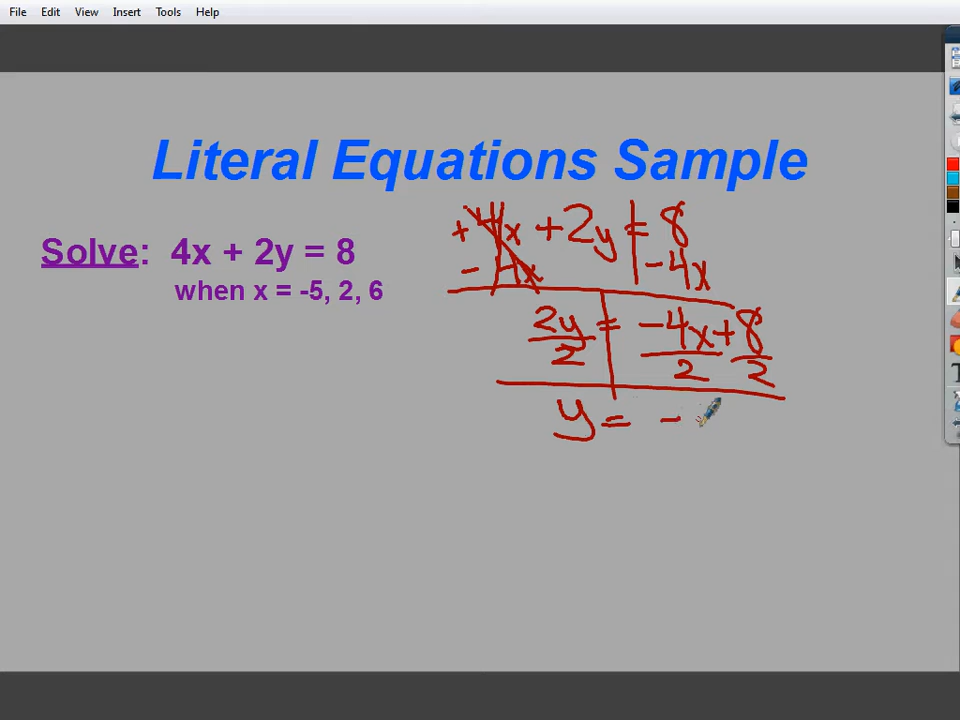 File Edit View Insert Tools Help
Literal Equations Sample
Solve: 4x + 2y = 8
when x = -5, 2, 6
+4x +2y = 8
- 4x -4x
2y = -4x+8
2 2 2
y = -